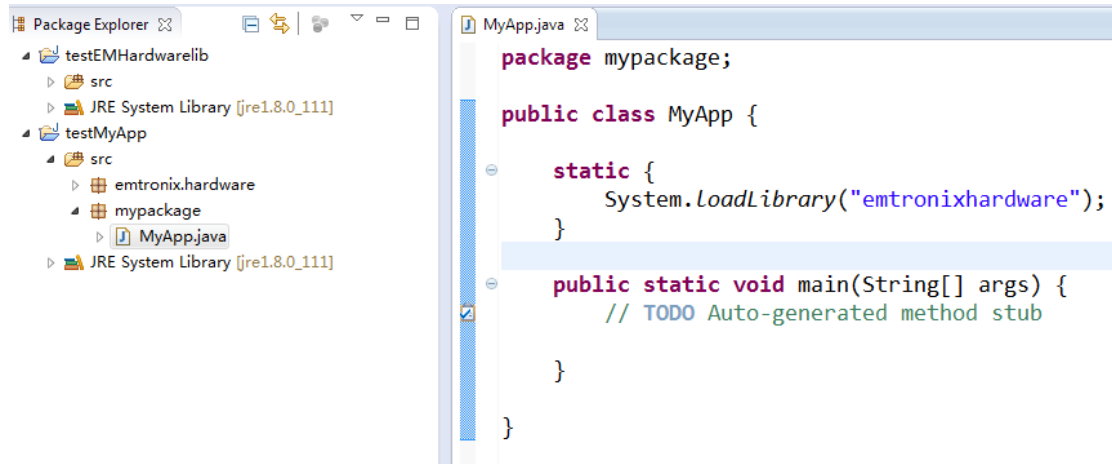 Package Explorer
testEMHardwarelib
src
JRE System Library [jre1.8.0_111]
testMyApp
src
emtronix.hardware
mypackage
MyApp.java
JRE System Library [jre1.8.0_111]
MyApp.java
package mypackage;
public class MyApp {
static {
System.loadLibrary("emtronixhardware");
}
public static void main(String[] args) {
// TODO Auto-generated method stub
}
}